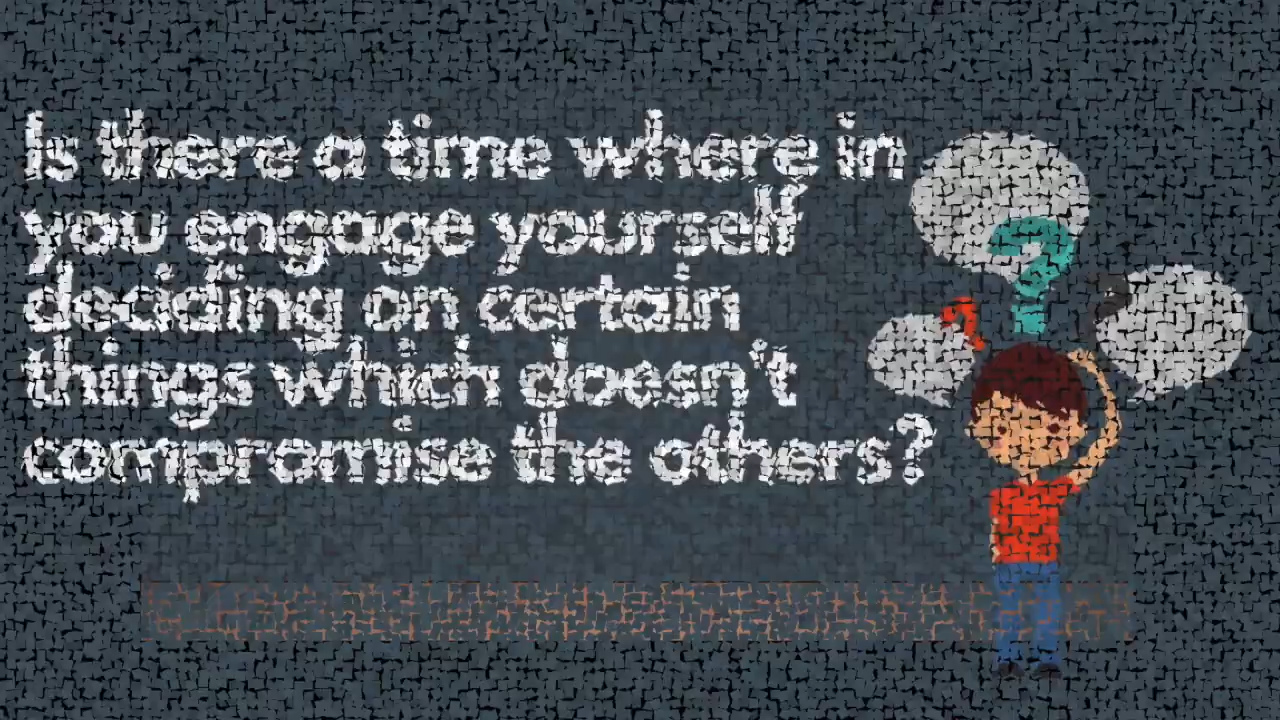 Is there a time where in
you engage yourself
deciding on certain
things which doesn't
compromise the others?